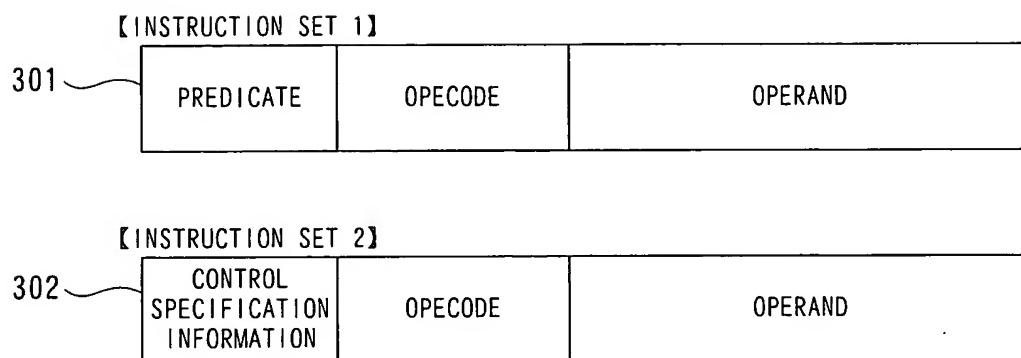 【INSTRUCTION SET 1】
301 PREDICATE OPECODE OPERAND
【INSTRUCTION SET 2】
302 CONTROL SPECIFICATION INFORMATION OPECODE OPERAND